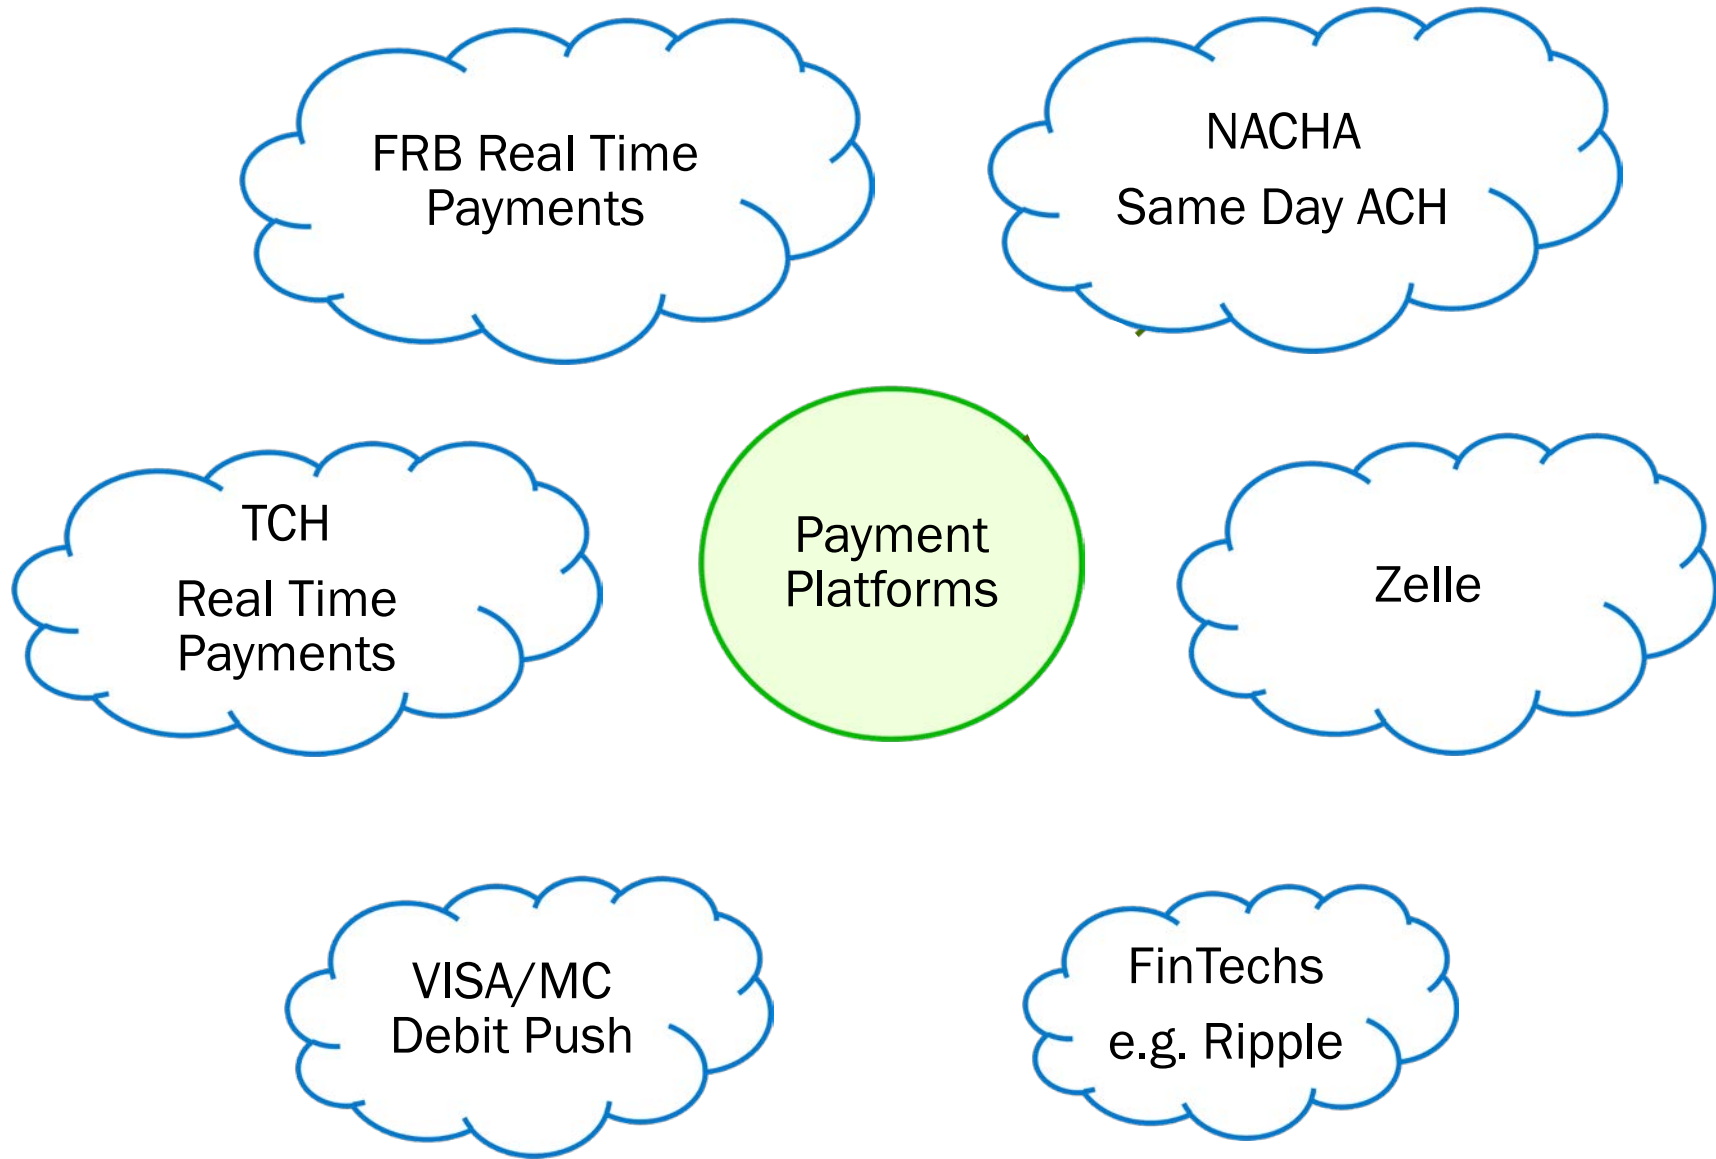 FRB Real Time
Payments
NACHA
Same Day ACH
TCH
Real Time
Payments
Payment
Platforms
Zelle
VISA/MC
Debit Push
FinTechs
e.g. Ripple